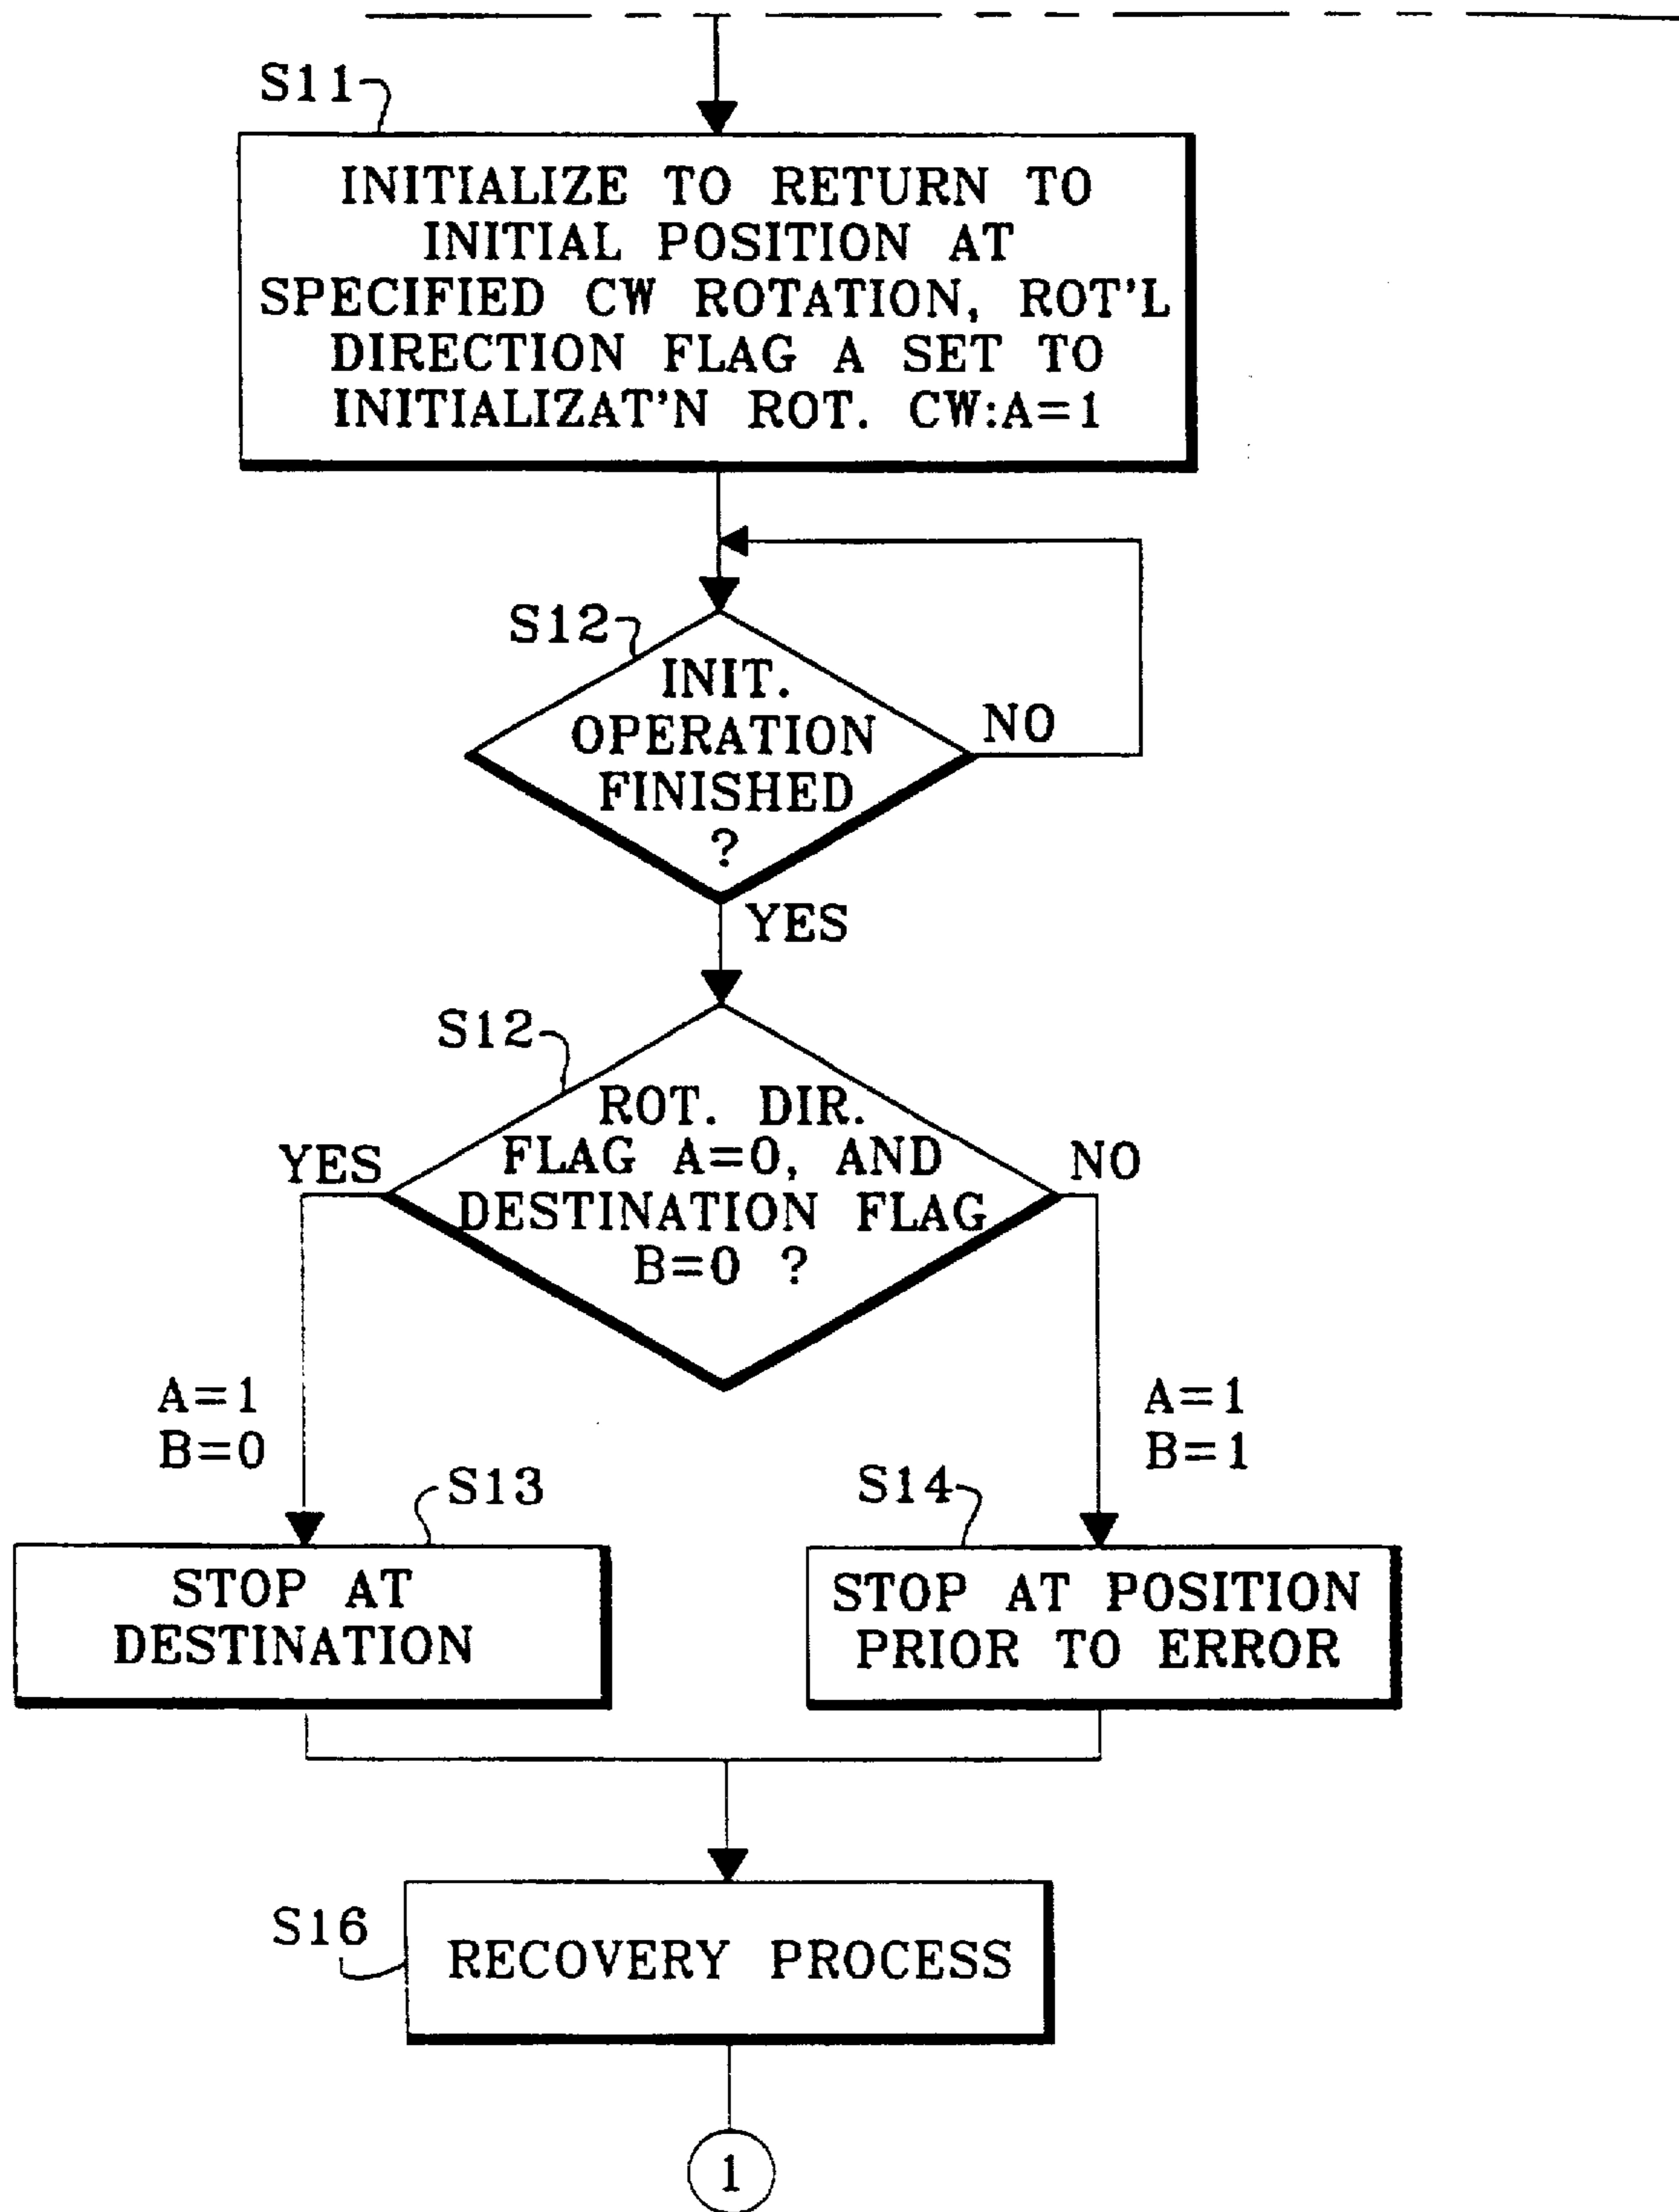 S11
INITIALIZE TO RETURN TO
INITIAL POSITION AT
SPECIFIED CW ROTATION, ROT'L
DIRECTION FLAG A SET TO
INITIALIZAT'N ROT. CW:A=1
S12
INIT.
OPERATION
FINISHED
?
NO
YES
S12
ROT. DIR.
FLAG A=0, AND
DESTINATION FLAG
B=0 ?
YES
NO
A=1
B=0
A=1
B=1
S13
STOP AT
DESTINATION
S14
STOP AT POSITION
PRIOR TO ERROR
S16
RECOVERY PROCESS
1